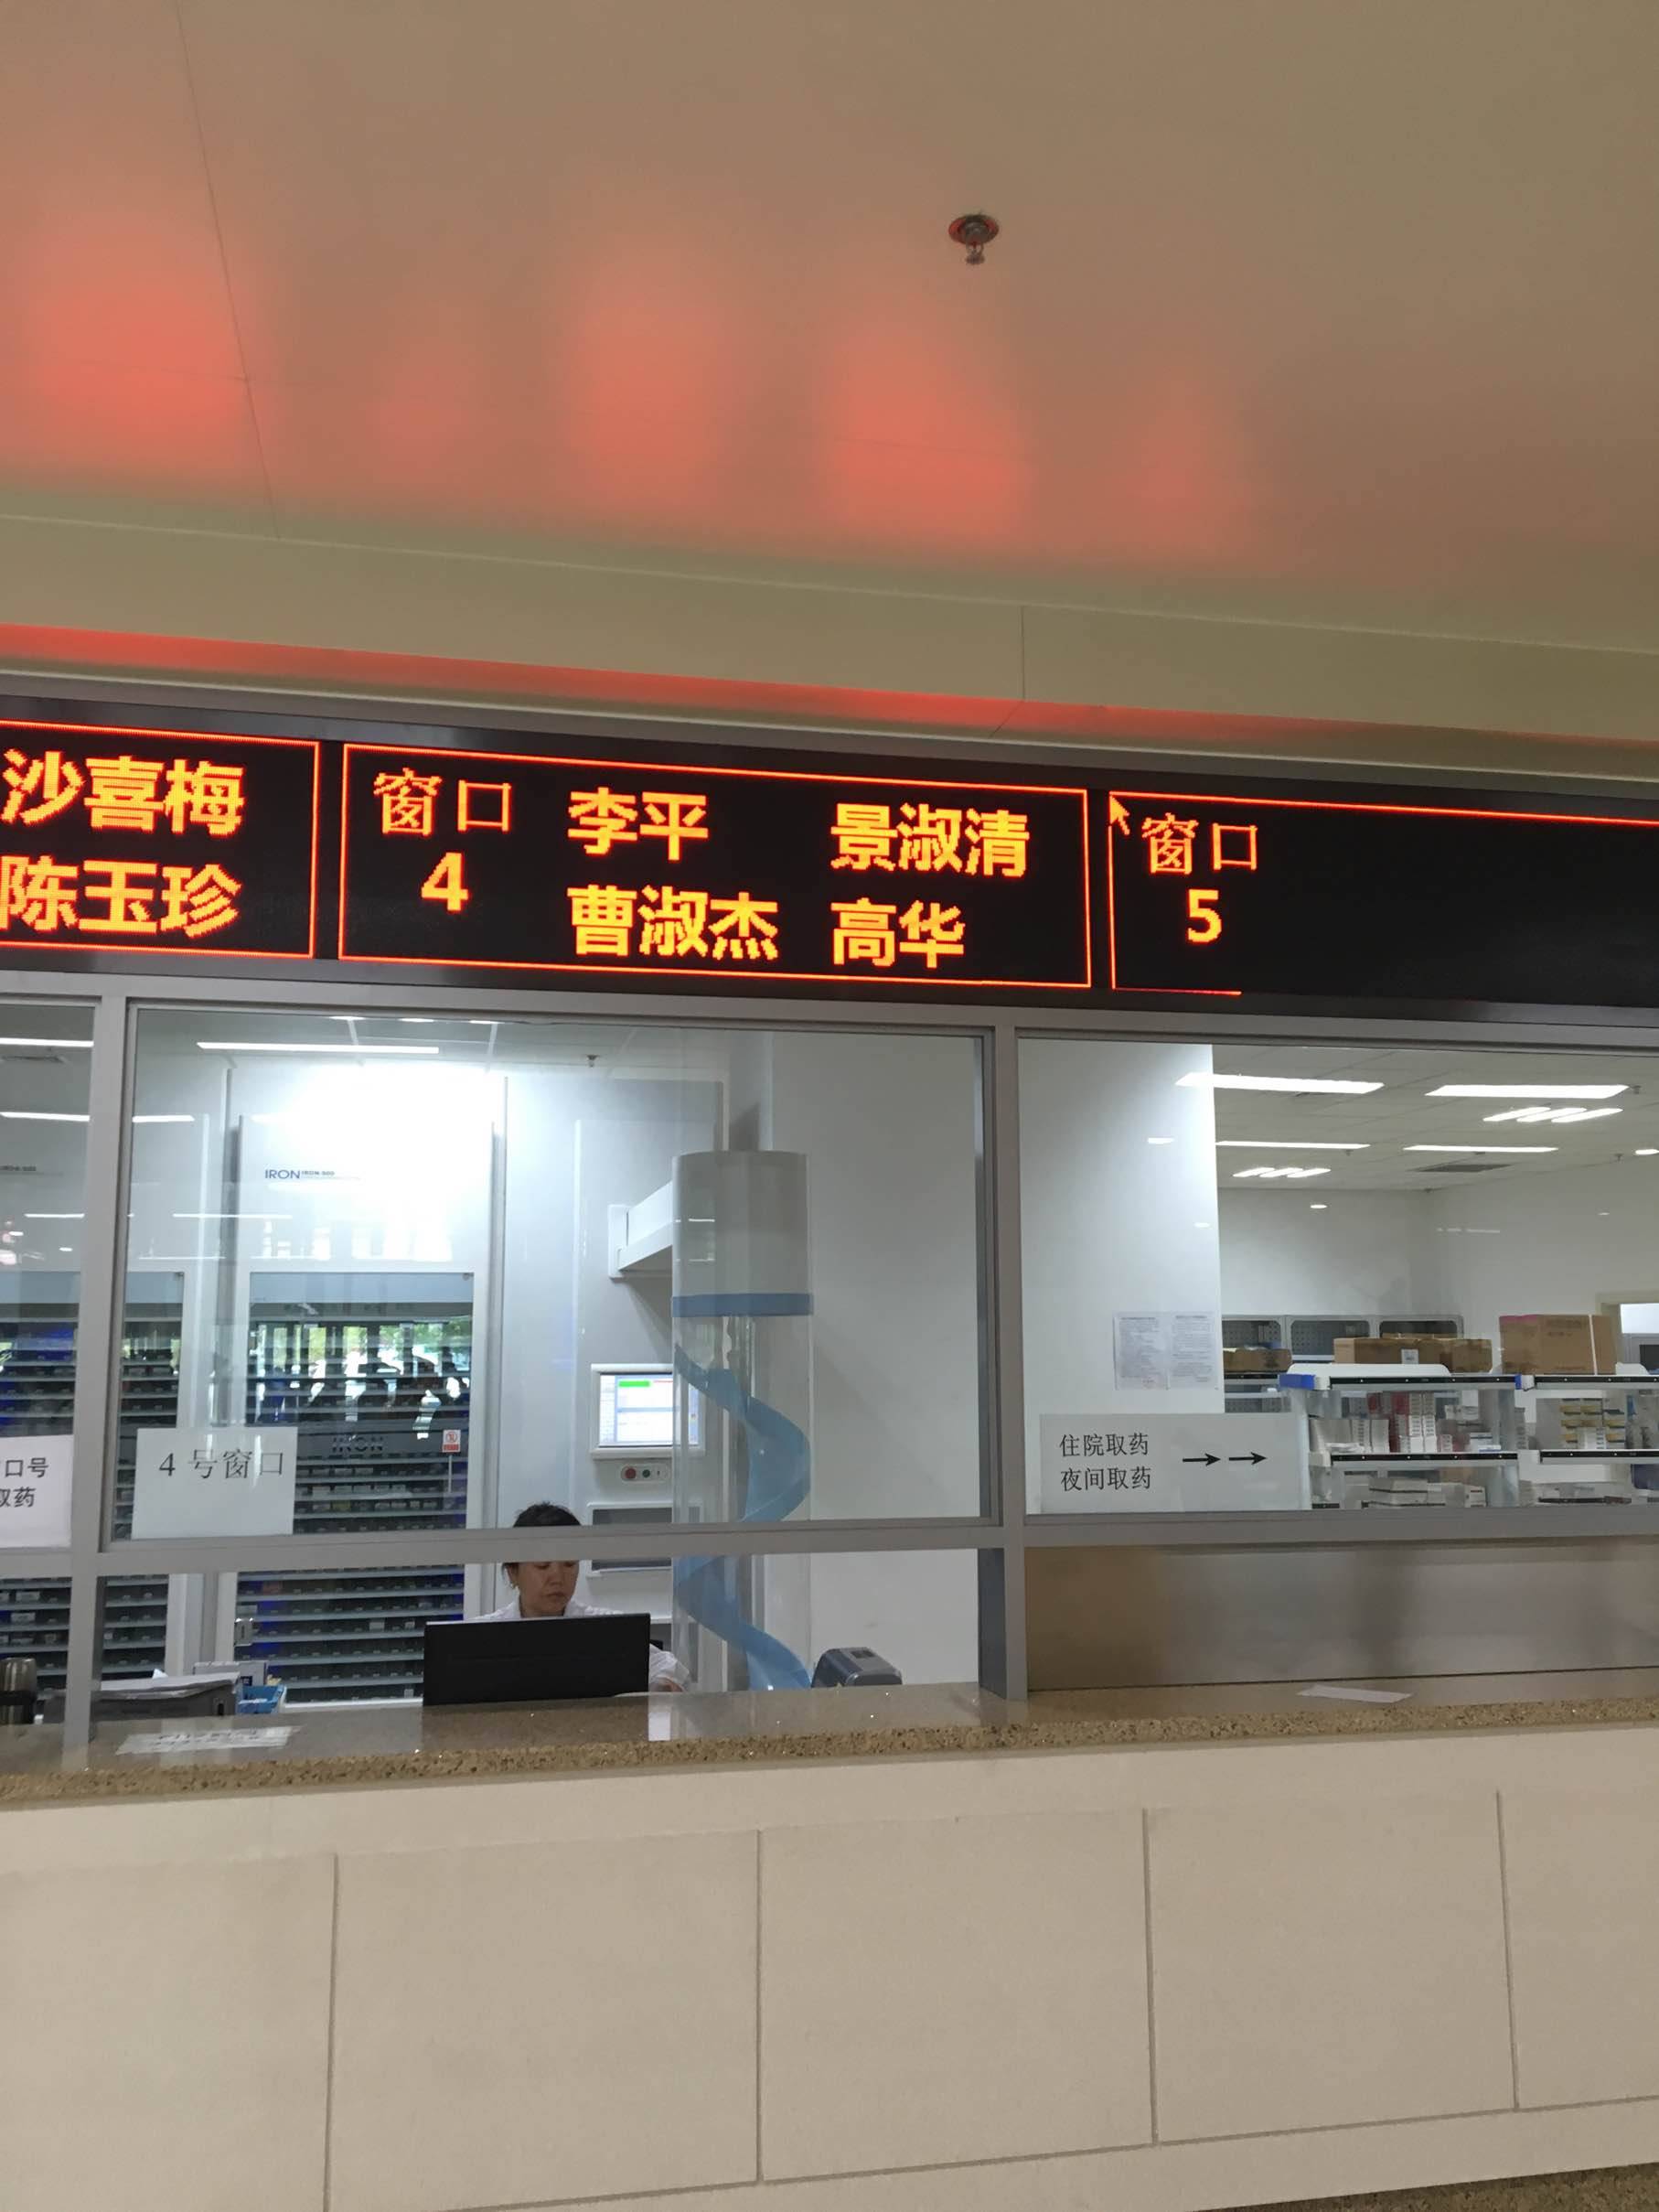 沙喜梅
陈玉珍
窗口
4
李平 景淑清
曹淑杰 高华
窗口
5
IRON
IRON
4 号窗口
口号
取药
住院取药
夜间取药